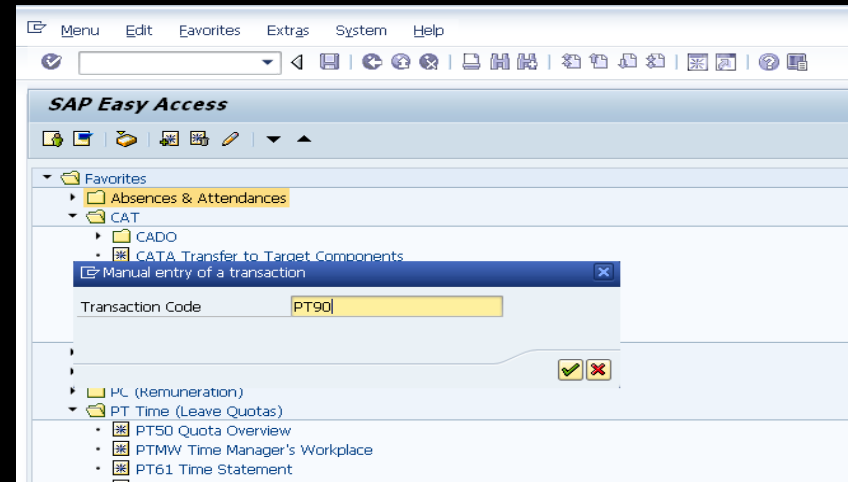 Menu Edit Favorites Extras System Help
SAP Easy Access
Favorites
Absences & Attendances
CAT
CADO
CATA Transfer to Target Components
Manual entry of a transaction
Transaction Code PT90
PC (Remuneration)
PT Time (Leave Quotas)
PT50 Quota Overview
PTMW Time Manager's Workplace
PT61 Time Statement